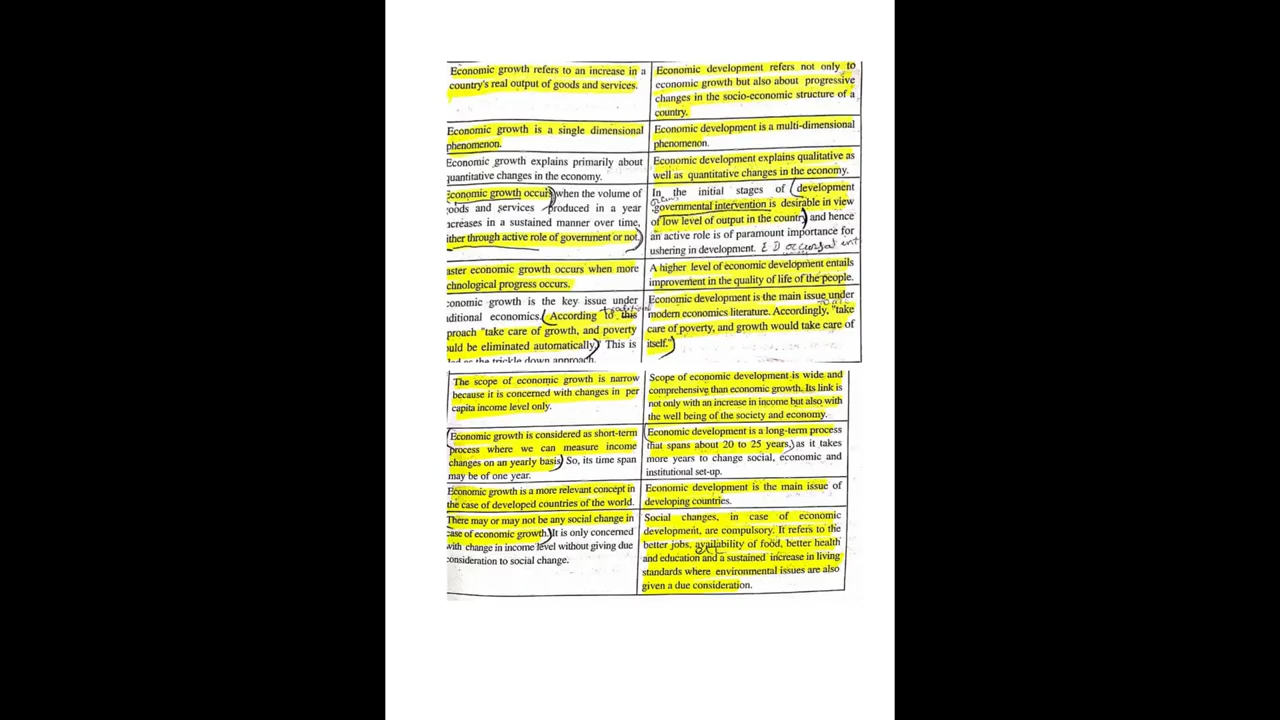 Economic growth refers to an increase in a
country's real output of goods and services.
Economic development refers not only to
economic growth but also about progressive
changes in the socio-economic structure of a
country.
Economic growth is a single dimensional
phenomenon.
Economic development is a multi-dimensional
phenomenon.
Economic growth explains primarily about
quantitative changes in the economy.
Economic development explains qualitative as
well as quantitative changes in the economy.
Economic growth occurs when the volume of
oods and services produced in a year
ncreases in a sustained manner over time,
ither through active role of government or not.
In the initial stages of (development
governmental intervention is desirable in view
of low level of output in the country) and hence
an active role is of paramount importance for
ushering in development. E D occurs at
aster economic growth occurs when more
chnological progress occurs.
A higher level of economic development entails
improvement in the quality of life of the people.
conomic growth is the key issue under
traditional
ditional economics. (According to this
proach "take care of growth, and poverty
uld be eliminated automatically) This is
as the trickle down approach.
Economic development is the main issue under
modern economics literature. Accordingly, "take
care of poverty, and growth would take care of
itself.")
The scope of economic growth is narrow
because it is concerned with changes in per
capita income level only.
Scope of economic development is wide and
comprehensive than economic growth. Its link is
not only with an increase in income but also with
the well being of the society and economy.
(Economic growth is considered as short-term
process where we can measure income
changes on an yearly basis) So, its time span
may be of one year.
(Economic development is a long-term process
that spans about 20 to 25 years,) as it takes
more years to change social, economic and
institutional set-up.
Economic growth is a more relevant concept in
the case of developed countries of the world.
Economic development is the main issue of
developing countries.
There may or may not be any social change in
case of economic growth.) It is only concerned
with change in income level without giving due
consideration to social change.
Social changes, in case of economic
development, are compulsory. It refers to the
better jobs, availability of food, better health
and education and a sustained increase in living
standards where environmental issues are also
given a due consideration.